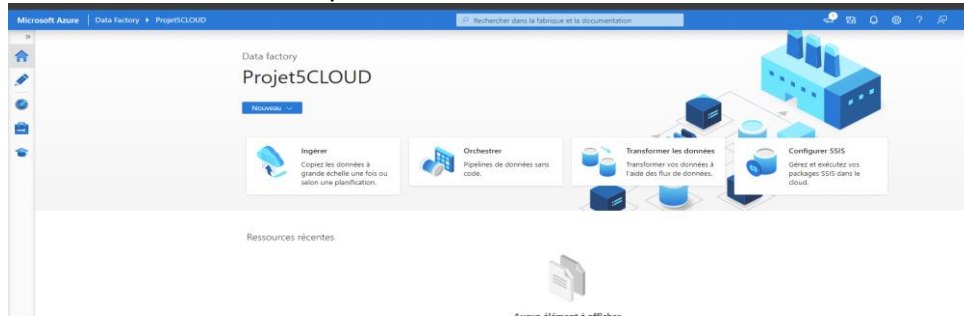 Microsoft Azure | Data Factory ▸ Projet5CLOUD
Rechercher dans la fabrique et la documentation
Data factory
Projet5CLOUD
Nouveau
Ingérer
Copiez les données à
grande échelle une fois ou
selon une planification.
Orchestrer
Pipelines de données sans
code.
Transformer les données
Transformer vos données à
l'aide des flux de données.
Configurer SSIS
Gérez et exécutez vos
packages SSIS dans le
cloud.
Ressources récentes
Aucun élément à afficher